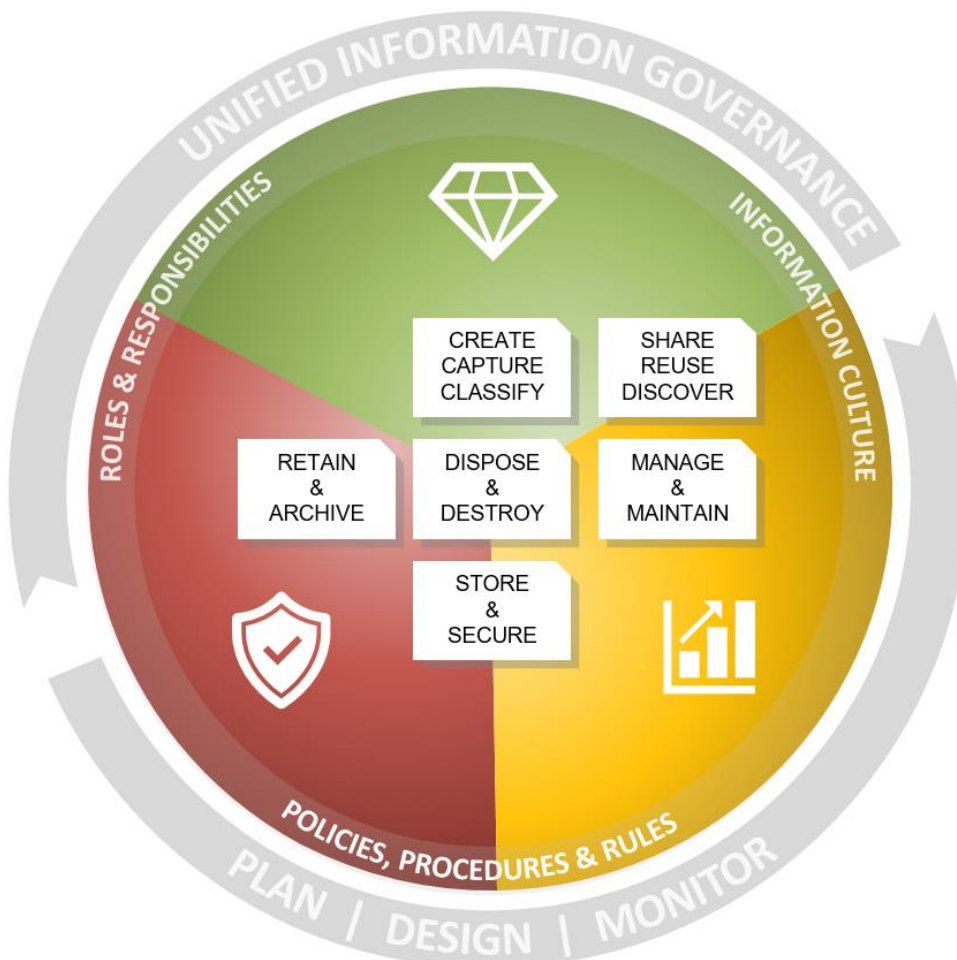 UNIFIED INFORMATION GOVERNANCE
ROLES & RESPONSIBILITIES
INFORMATION CULTURE
CREATE
CAPTURE
CLASSIFY
SHARE
REUSE
DISCOVER
RETAIN
&
ARCHIVE
DISPOSE
&
DESTROY
MANAGE
&
MAINTAIN
STORE
&
SECURE
POLICIES, PROCEDURES & RULES
PLAN | DESIGN | MONITOR